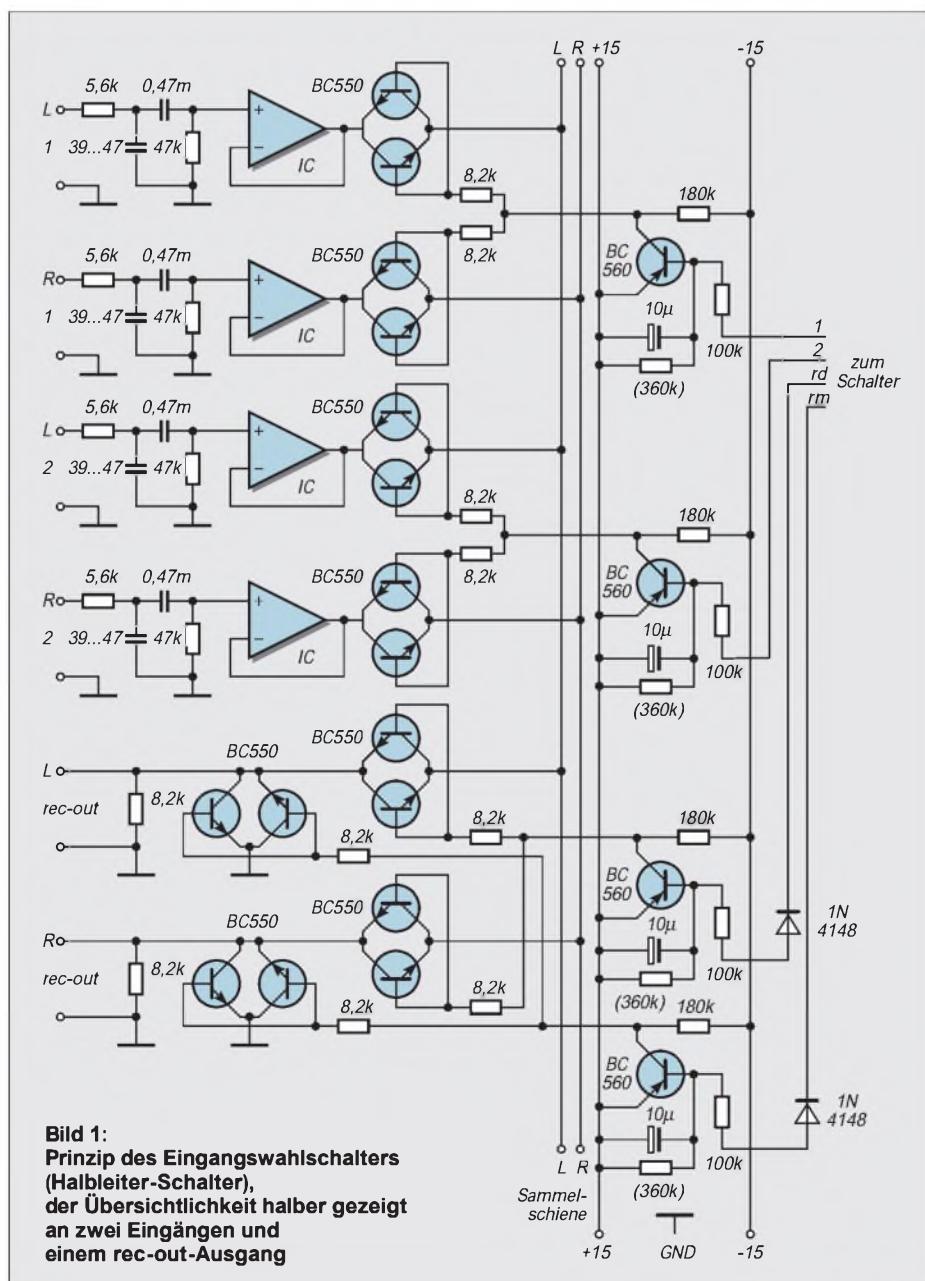 L R +15 -15
5,6k 0,47m BC550
L
1 39...47 47k IC
+
−
8,2k
180k
8,2k
5,6k 0,47m BC550
BC
560
R
1 39...47 47k IC
+
−
10µ
100k
(360k)
1
2
zum
Schalter
rd
rm
5,6k 0,47m BC550
L
2 39...47 47k IC
+
−
8,2k
180k
8,2k
5,6k 0,47m BC550
BC
560
R
2 39...47 47k IC
+
−
10µ
100k
(360k)
BC550
BC550
L
rec-out
8,2k
8,2k
8,2k
180k
BC
560
10µ
100k
(360k)
1N
4148
BC550
BC550
R
rec-out
8,2k
8,2k
8,2k
180k
BC
560
10µ
100k
(360k)
1N
4148
L R
Sammel-
schiene
+15 GND -15
Bild 1:
Prinzip des Eingangswahlschalters
(Halbleiter-Schalter),
der Übersichtlichkeit halber gezeigt
an zwei Eingängen und
einem rec-out-Ausgang